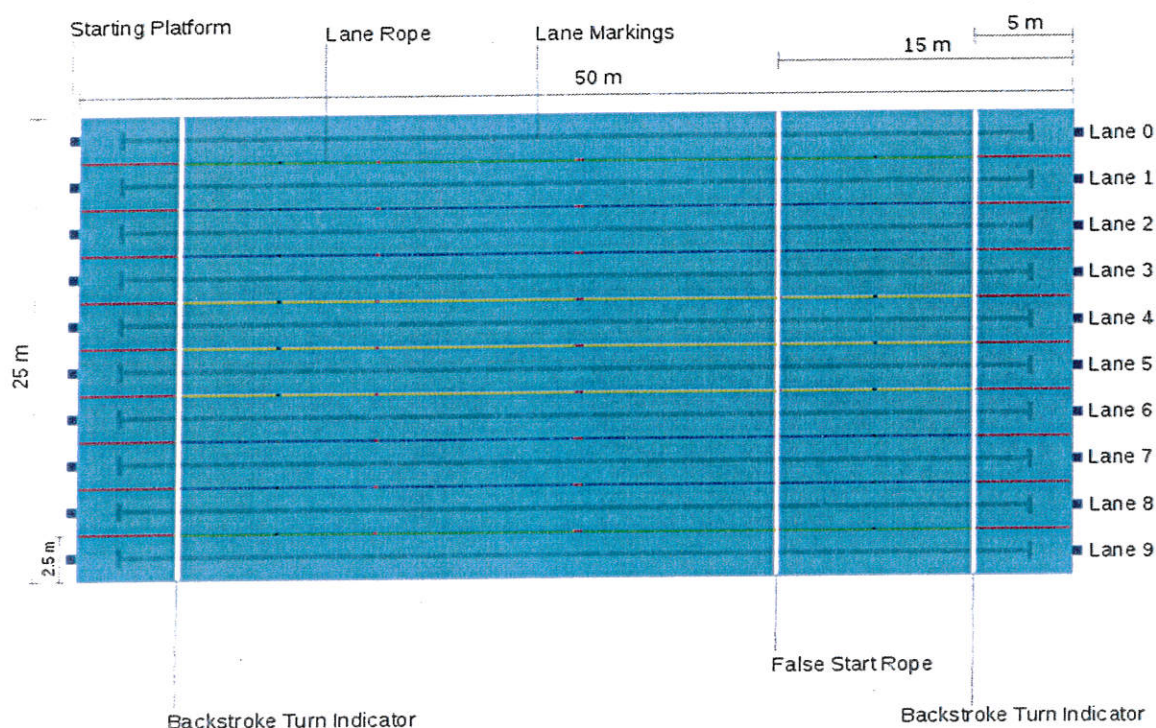 Starting Platform
Lane Rope
Lane Markings
5 m
15 m
50 m
Lane 0
Lane 1
Lane 2
Lane 3
Lane 4
Lane 5
Lane 6
Lane 7
Lane 8
Lane 9
25 m
2.5 m
False Start Rope
Backstroke Turn Indicator
Backstroke Turn Indicator